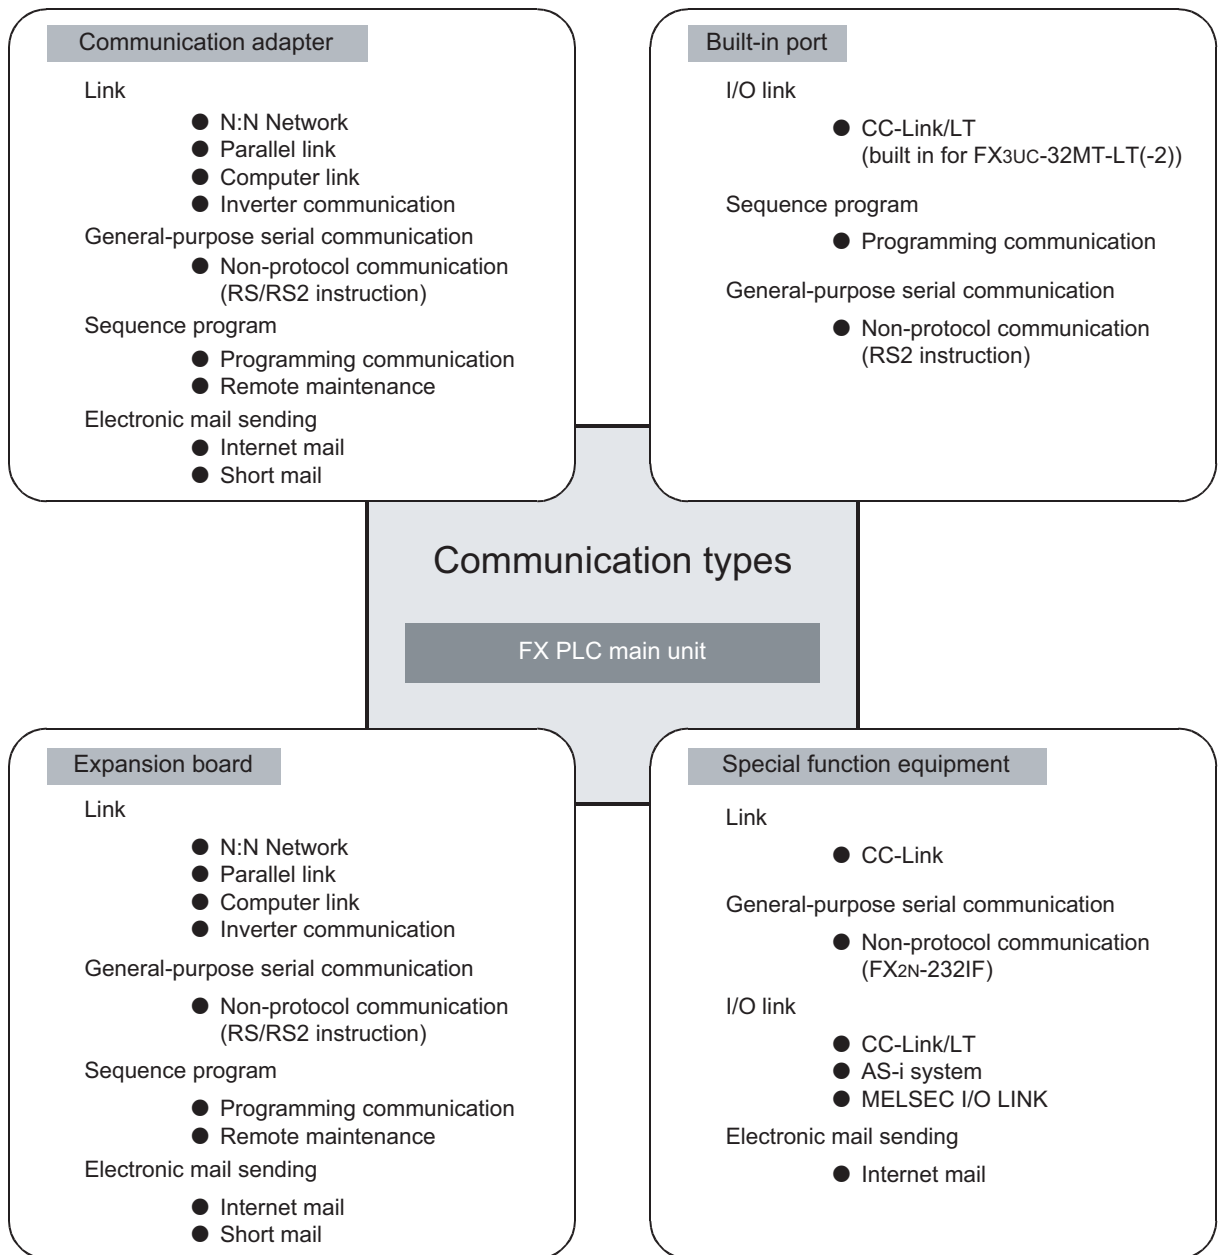 Communication adapter
Link
● N:N Network
● Parallel link
● Computer link
● Inverter communication
General-purpose serial communication
● Non-protocol communication
(RS/RS2 instruction)
Sequence program
● Programming communication
● Remote maintenance
Electronic mail sending
● Internet mail
● Short mail
Built-in port
I/O link
● CC-Link/LT
(built in for FX3UC-32MT-LT(-2))
Sequence program
● Programming communication
General-purpose serial communication
● Non-protocol communication
(RS2 instruction)
Communication types
FX PLC main unit
Expansion board
Link
● N:N Network
● Parallel link
● Computer link
● Inverter communication
General-purpose serial communication
● Non-protocol communication
(RS/RS2 instruction)
Sequence program
● Programming communication
● Remote maintenance
Electronic mail sending
● Internet mail
● Short mail
Special function equipment
Link
● CC-Link
General-purpose serial communication
● Non-protocol communication
(FX2N-232IF)
I/O link
● CC-Link/LT
● AS-i system
● MELSEC I/O LINK
Electronic mail sending
● Internet mail